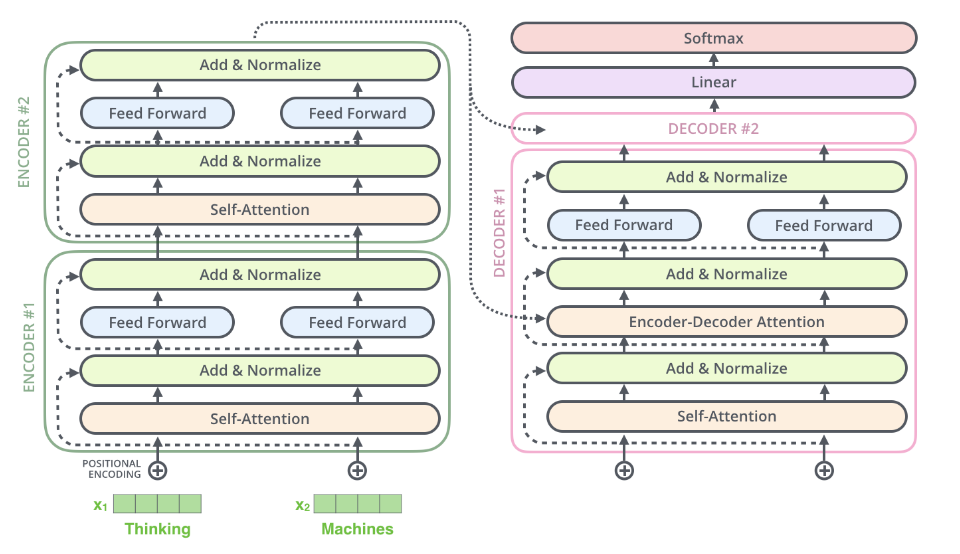 ENCODER #2
Add & Normalize
Feed Forward
Feed Forward
Add & Normalize
Self-Attention
ENCODER #1
Add & Normalize
Feed Forward
Feed Forward
Add & Normalize
Self-Attention
POSITIONAL
ENCODING
x1
x2
Thinking
Machines
Softmax
Linear
DECODER #2
DECODER #1
Add & Normalize
Feed Forward
Feed Forward
Add & Normalize
Encoder-Decoder Attention
Add & Normalize
Self-Attention